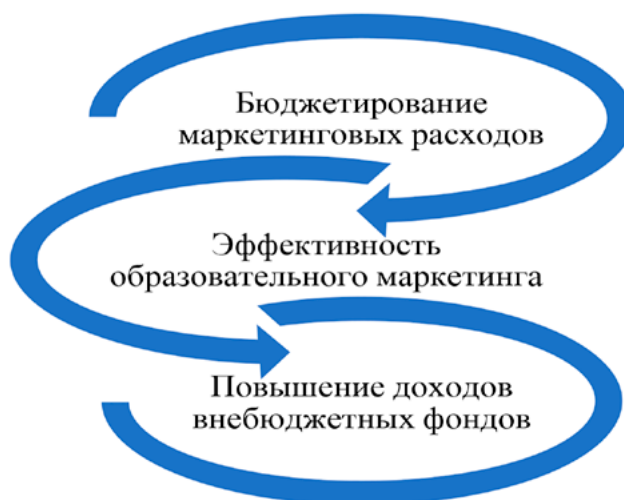 Бюджетирование
маркетинговых расходов
Эффективность
образовательного маркетинга
Повышение доходов
внебюджетных фондов